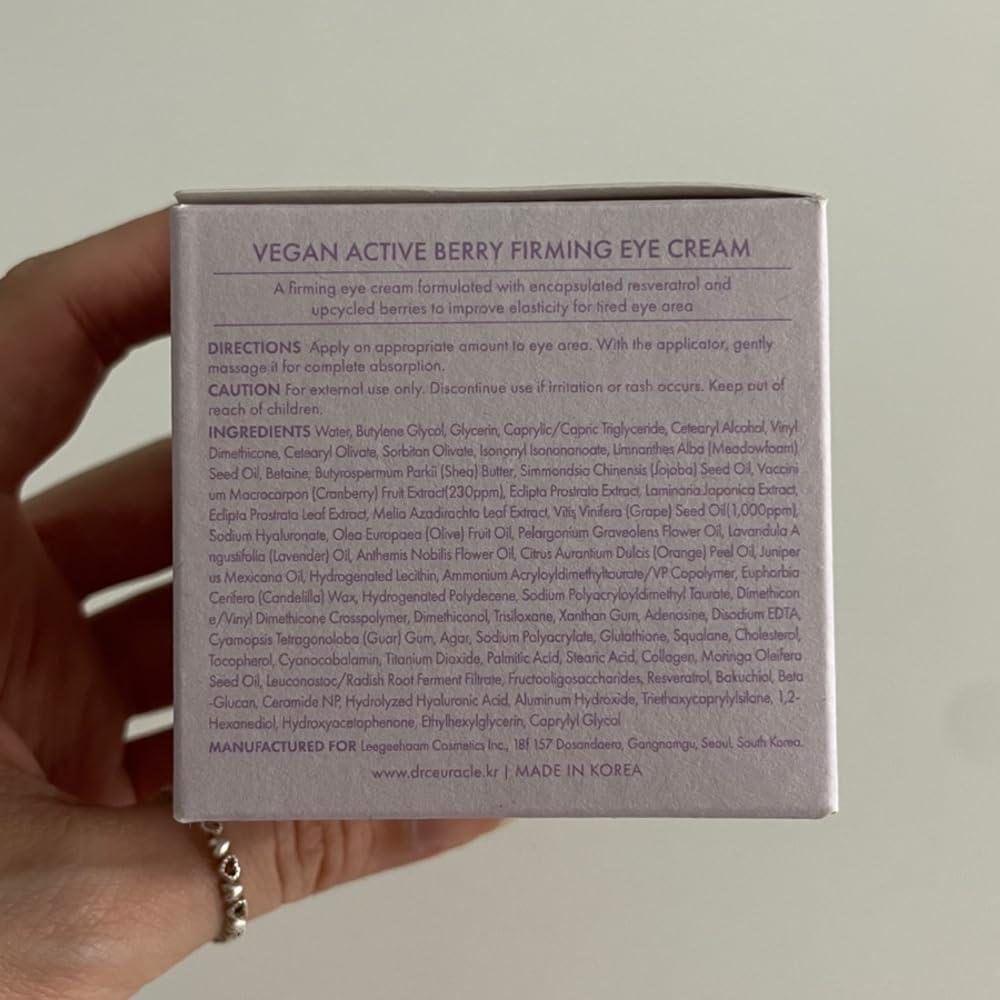 VEGAN ACTIVE BERRY FIRMING EYE CREAM
A firming eye cream formulated with encapsulated resveratrol and
upcycled berries to improve elasticity for tired eye area
DIRECTIONS Apply an appropriate amount to eye area. With the applicator, gently
massage it for complete absorption.
CAUTION For external use only. Discontinue use if irritation or rash occurs. Keep out of
reach of children.
INGREDIENTS Water, Butylene Glycol, Glycerin, Caprylic/Capric Triglyceride, Cetearyl Alcohol, Vinyl
Dimethicone, Cetearyl Olivate, Sorbitan Olivate, Isononyl Isononanoate, Limnanthes Alba (Meadowfoam)
Seed Oil, Betaine, Butyrospermum Parkii (Shea) Butter, Simmondsia Chinensis (Jojoba) Seed Oil, Vaccini
um Macrocarpon (Cranberry) Fruit Extract(230ppm), Eclipta Prostrata Extract, Laminaria Japonica Extract,
Eclipta Prostrata Leaf Extract, Melia Azadirachta Leaf Extract, Vitis Vinifera (Grape) Seed Oil(1,000ppm),
Sodium Hyaluronate, Olea Europaea (Olive) Fruit Oil, Pelargonium Graveolens Flower Oil, Lavandula A
ngustifolia (Lavender) Oil, Anthemis Nobilis Flower Oil, Citrus Aurantium Dulcis (Orange) Peel Oil, Juniper
us Mexicana Oil, Hydrogenated Lecithin, Ammonium Acryloyldimethyltaurate/VP Copolymer, Euphorbia
Cerifera (Candelilla) Wax, Hydrogenated Polydecene, Sodium Polyacryloyldimethyl Taurate, Dimethicon
e/Vinyl Dimethicone Crosspolymer, Dimethiconol, Trisiloxane, Xanthan Gum, Adenosine, Disodium EDTA,
Cyamopsis Tetragonoloba (Guar) Gum, Agar, Sodium Polyacrylate, Glutathione, Squalane, Cholesterol,
Tocopherol, Cyanocobalamin, Titanium Dioxide, Palmitic Acid, Stearic Acid, Collagen, Moringa Oleifera
Seed Oil, Leuconostoc/Radish Root Ferment Filtrate, Fructooligosaccharides, Resveratrol, Bakuchiol, Beta
-Glucan, Ceramide NP, Hydrolyzed Hyaluronic Acid, Aluminum Hydroxide, Triethoxycaprylylsilane, 1,2-
Hexanediol, Hydroxyacetophenone, Ethylhexylglycerin, Caprylyl Glycol
MANUFACTURED FOR Leegeehaam Cosmetics Inc., 18f 157 Dosandaero, Gangnamgu, Seoul, South Korea.
www.drceuracle.kr | MADE IN KOREA